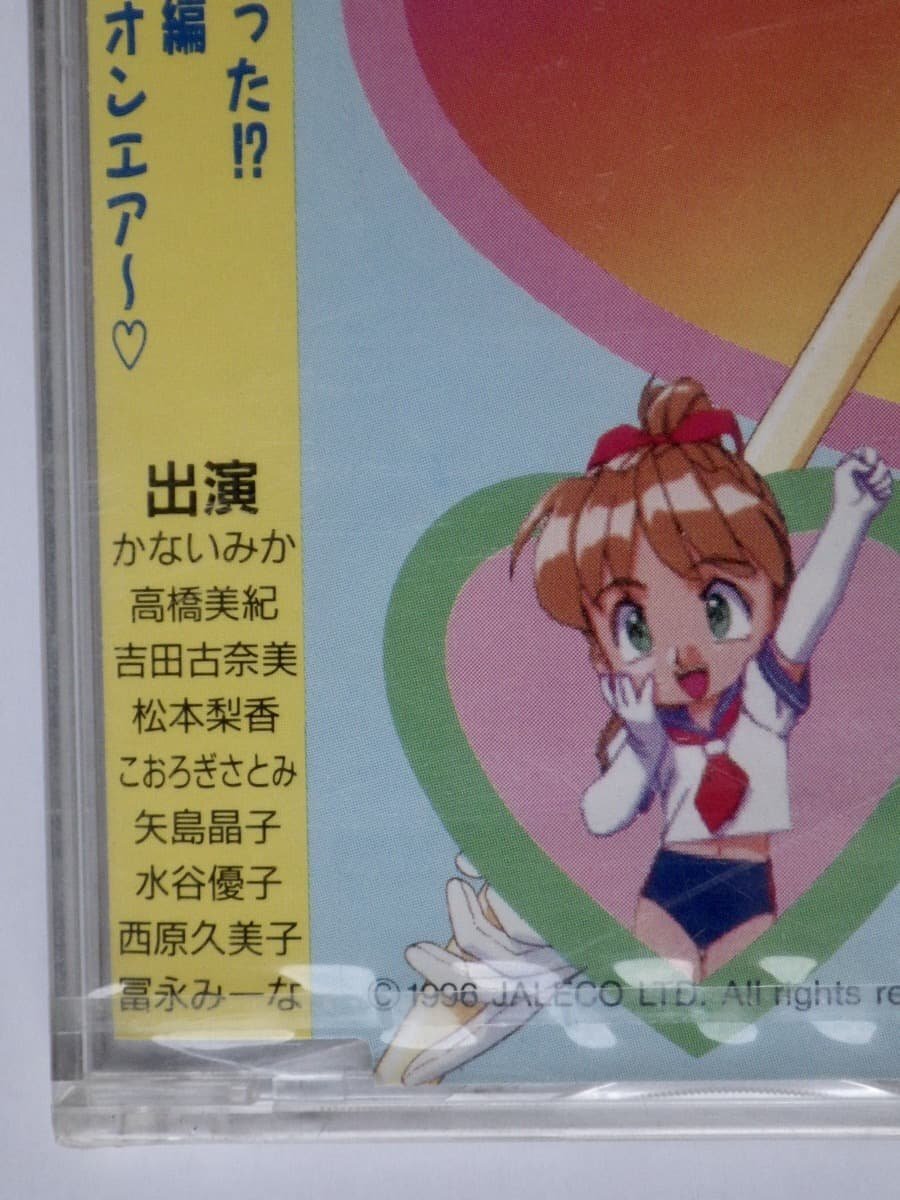 った!?
編
オンエア〜♡
出演
かないみか
高橋美紀
吉田古奈美
松本梨香
こおろぎさとみ
矢島晶子
水谷優子
西原久美子
冨永みーな
©1996 JALECO LTD. All rights re